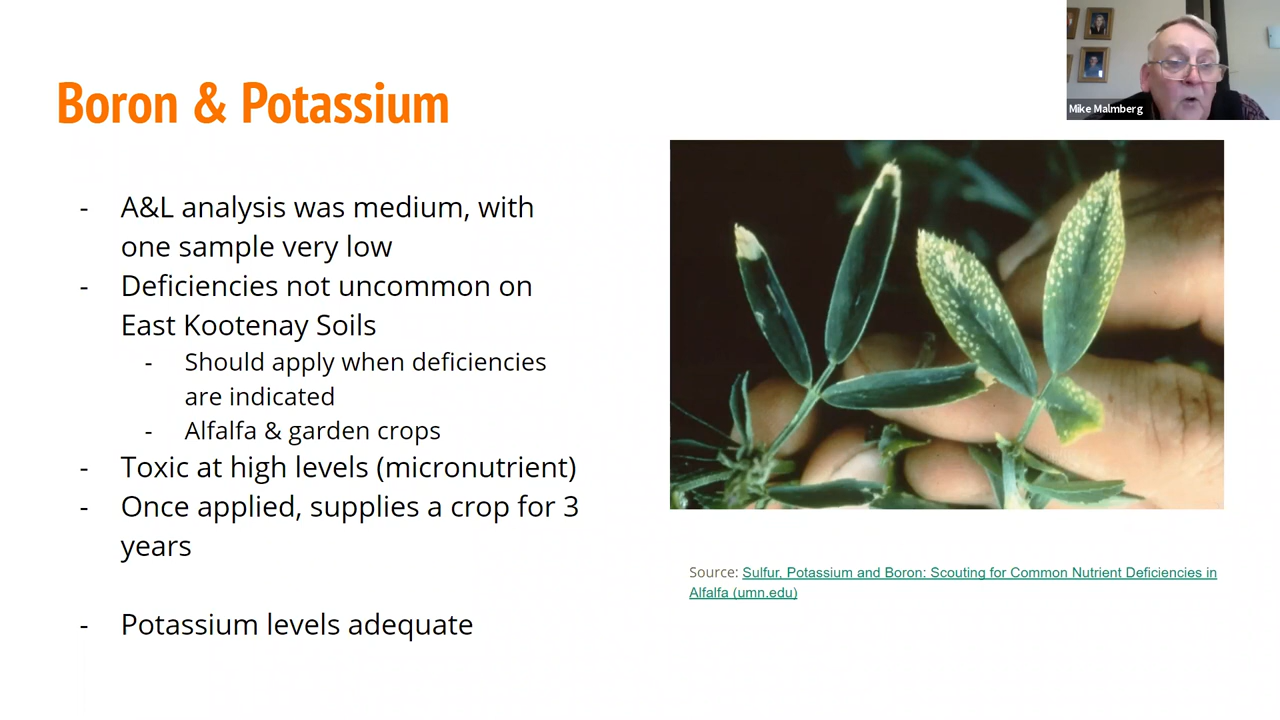 Boron & Potassium
Mike Malmberg
- A&L analysis was medium, with
one sample very low
- Deficiencies not uncommon on
East Kootenay Soils
- Should apply when deficiencies
are indicated
- Alfalfa & garden crops
- Toxic at high levels (micronutrient)
- Once applied, supplies a crop for 3
years
- Potassium levels adequate
Source: Sulfur, Potassium and Boron: Scouting for Common Nutrient Deficiencies in
Alfalfa (umn.edu)